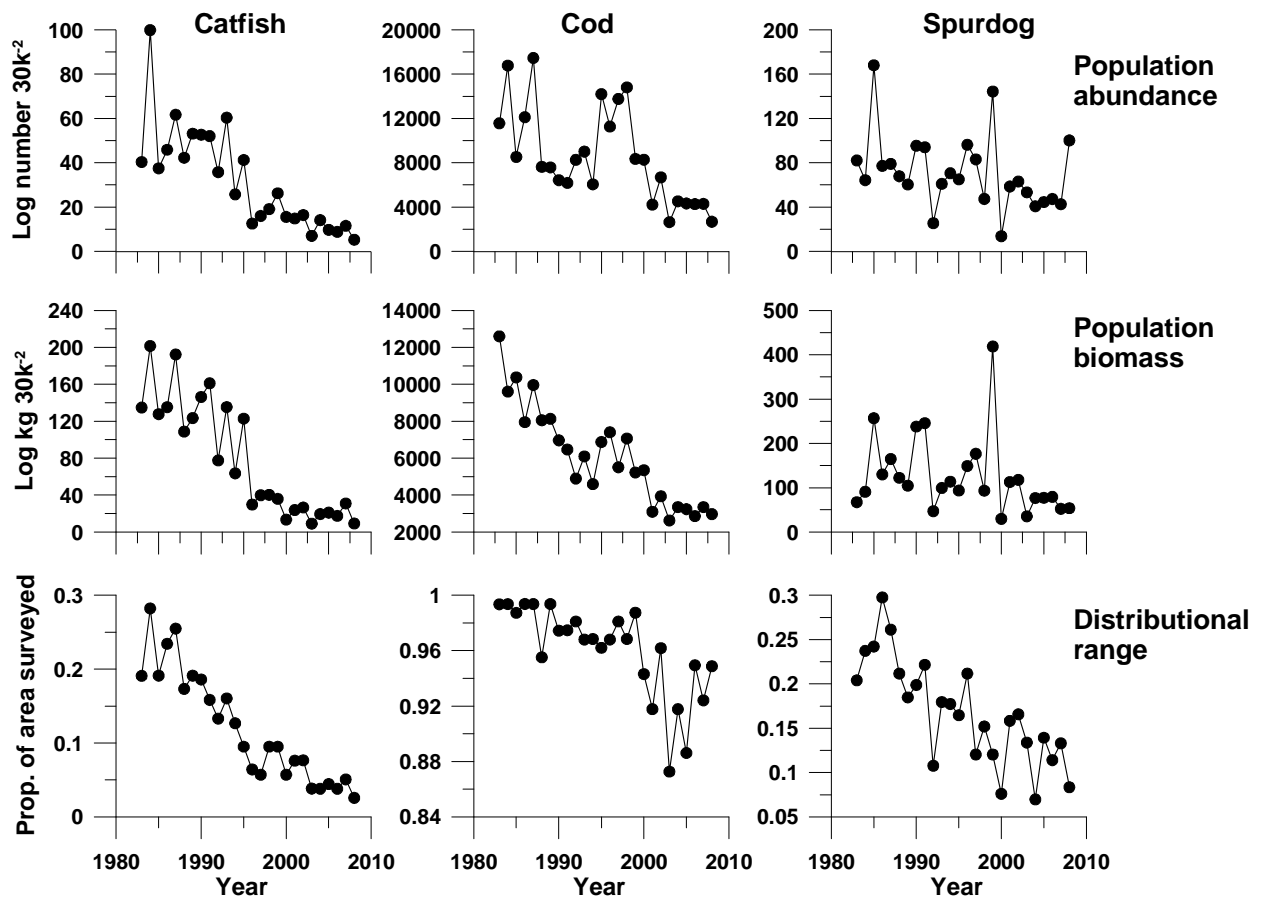 Catfish
Cod
Spurdog
Log number 30k-2
100
80
60
40
20
0
20000
16000
12000
8000
4000
0
200
160
120
80
40
0
Population
abundance
Log kg 30k-2
240
200
160
120
80
40
0
14000
12000
10000
8000
6000
4000
2000
500
400
300
200
100
0
Population
biomass
Prop. of area surveyed
0.3
0.2
0.1
0
1
0.96
0.92
0.88
0.84
0.3
0.25
0.2
0.15
0.1
0.05
Distributional
range
1980 1990 2000 2010
1980 1990 2000 2010
1980 1990 2000 2010
Year
Year
Year